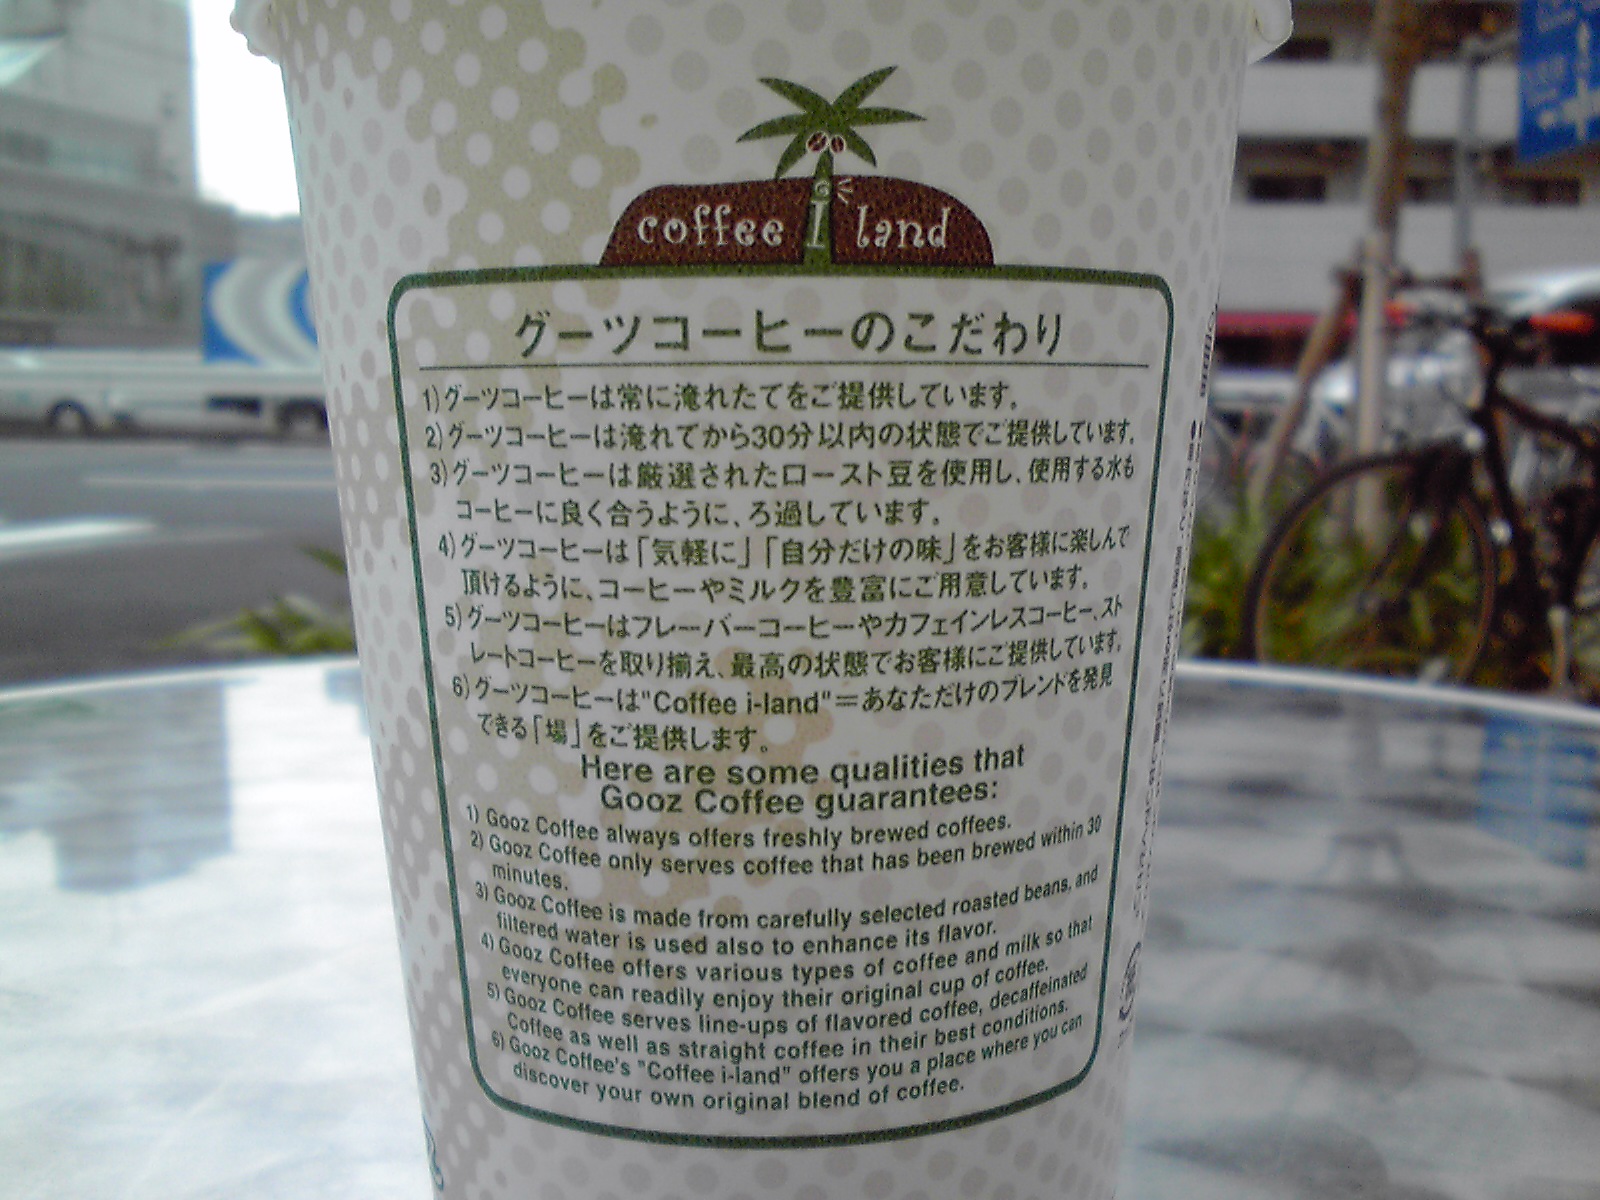 coffee i land
グーツコーヒーのこだわり
1)グーツコーヒーは常に淹れたてをご提供しています。
2)グーツコーヒーは淹れてから30分以内の状態でご提供しています。
3)グーツコーヒーは厳選されたロースト豆を使用し、使用する水も
コーヒーに良く合うように、ろ過しています。
4)グーツコーヒーは「気軽に」「自分だけの味」をお客様に楽しんで
頂けるように、コーヒーやミルクを豊富にご用意しています。
5)グーツコーヒーはフレーバーコーヒーやカフェインレスコーヒー、スト
レートコーヒーを取り揃え、最高の状態でお客様にご提供しています。
6)グーツコーヒーは"Coffee i-land"＝あなただけのブレンドを発見
できる「場」をご提供します。
Here are some qualities that
Gooz Coffee guarantees:
1) Gooz Coffee always offers freshly brewed coffees.
2) Gooz Coffee only serves coffee that has been brewed within 30
minutes.
3) Gooz Coffee is made from carefully selected roasted beans, and
filtered water is used also to enhance its flavor.
4) Gooz Coffee offers various types of coffee and milk so that
everyone can readily enjoy their original cup of coffee.
5) Gooz Coffee serves line-ups of flavored coffee, decaffeinated
Coffee as well as straight coffee in their best conditions.
6) Gooz Coffee's "Coffee i-land" offers you a place where you can
discover your own original blend of coffee.